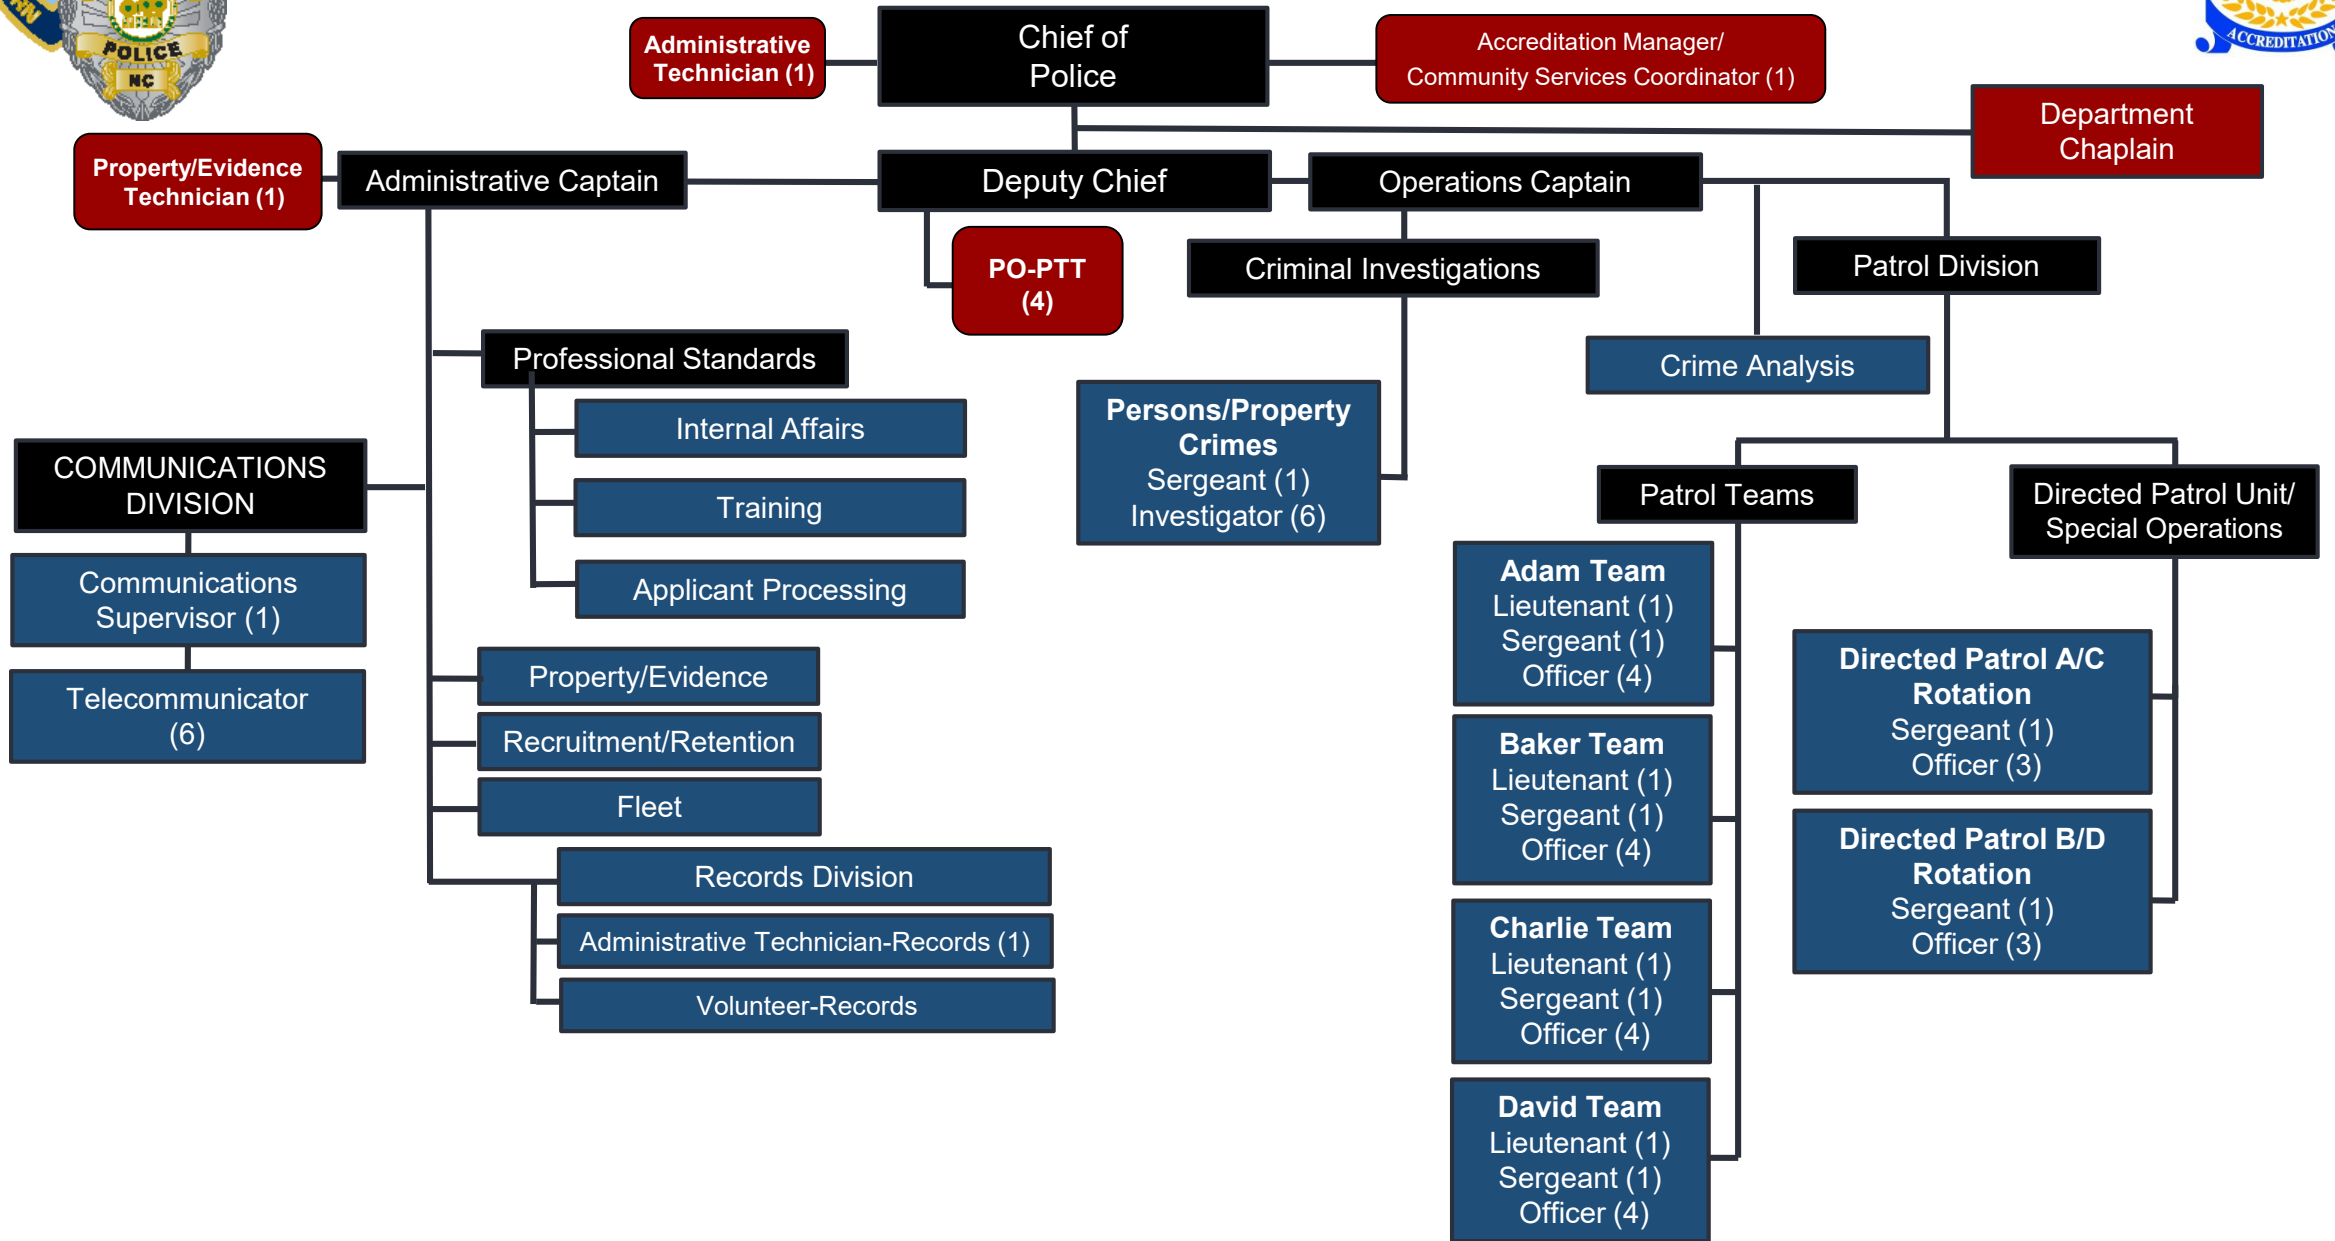 RN
POLICE
NC
ACCREDITATION
Administrative
Technician (1)
Chief of
Police
Accreditation Manager/
Community Services Coordinator (1)
Department
Chaplain
Property/Evidence
Technician (1)
Administrative Captain
Deputy Chief
Operations Captain
PO-PTT
(4)
Criminal Investigations
Patrol Division
Professional Standards
Crime Analysis
Internal Affairs
Training
Applicant Processing
Persons/Property
Crimes
Sergeant (1)
Investigator (6)
COMMUNICATIONS
DIVISION
Communications
Supervisor (1)
Telecommunicator
(6)
Patrol Teams
Directed Patrol Unit/
Special Operations
Property/Evidence
Recruitment/Retention
Fleet
Records Division
Administrative Technician-Records (1)
Volunteer-Records
Adam Team
Lieutenant (1)
Sergeant (1)
Officer (4)
Baker Team
Lieutenant (1)
Sergeant (1)
Officer (4)
Charlie Team
Lieutenant (1)
Sergeant (1)
Officer (4)
David Team
Lieutenant (1)
Sergeant (1)
Officer (4)
Directed Patrol A/C
Rotation
Sergeant (1)
Officer (3)
Directed Patrol B/D
Rotation
Sergeant (1)
Officer (3)